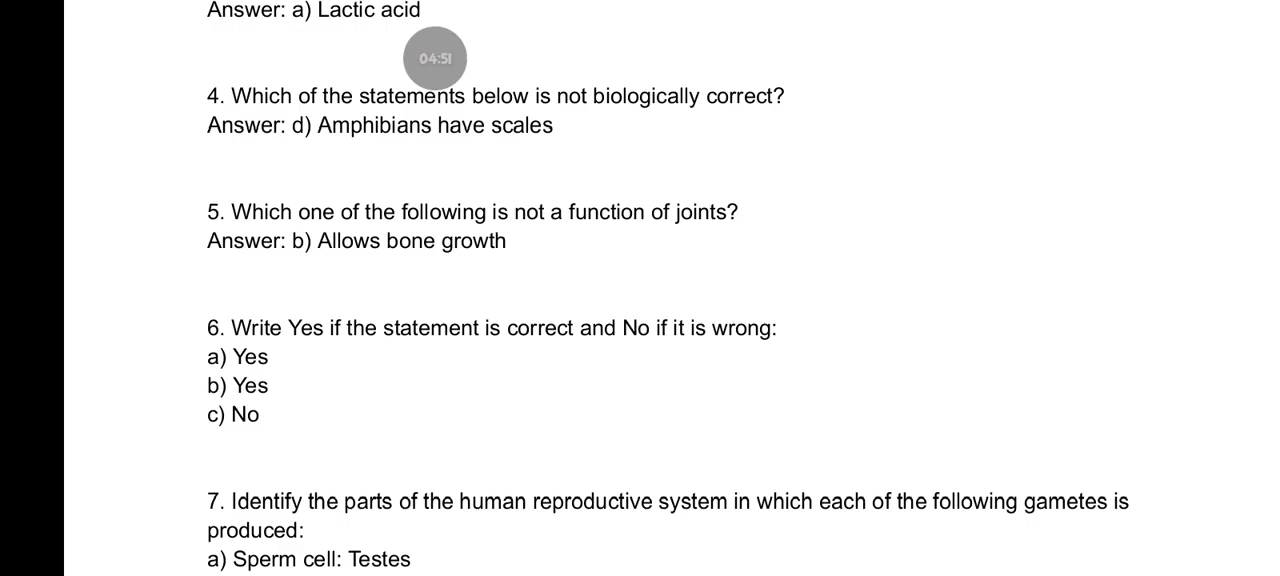 Answer: a) Lactic acid
04:51
4. Which of the statements below is not biologically correct?
Answer: d) Amphibians have scales
5. Which one of the following is not a function of joints?
Answer: b) Allows bone growth
6. Write Yes if the statement is correct and No if it is wrong:
a) Yes
b) Yes
c) No
7. Identify the parts of the human reproductive system in which each of the following gametes is
produced:
a) Sperm cell: Testes